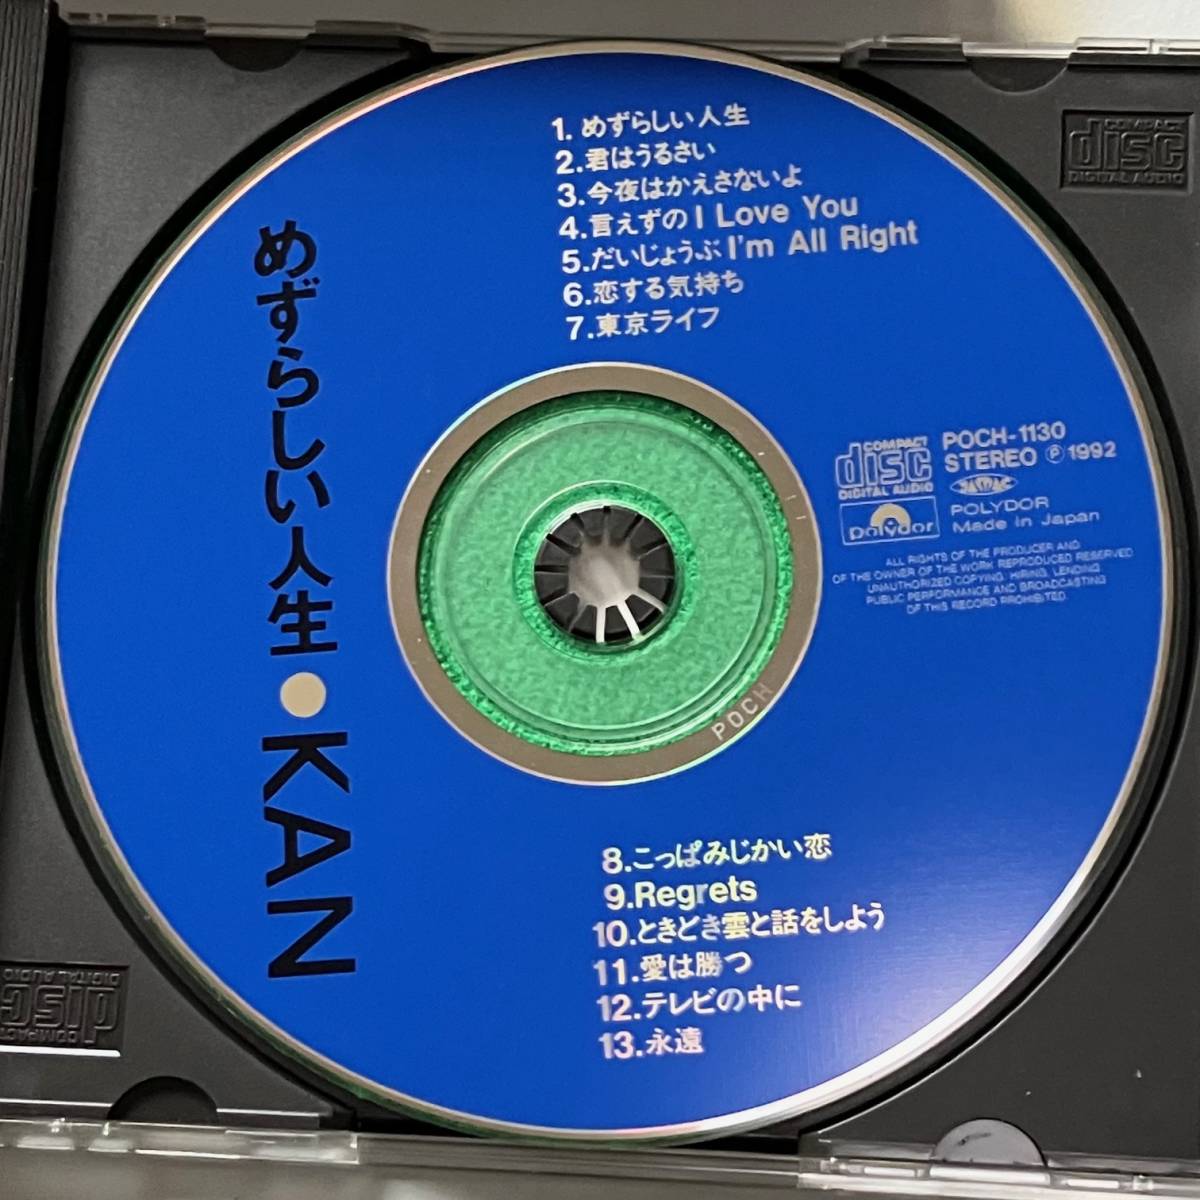 めずらしい人生●KAN
1. めずらしい人生
2.君はうるさい
3.今夜はかえさないよ
4.言えずのI Love You
5.だいじょうぶI'm All Right
6.恋する気持ち
7.東京ライフ
COMPACT
disc
DIGITAL AUDIO
POCH-1130
STEREO Ⓟ1992
JASRAC
polydor
POLYDOR
Made in Japan
ALL RIGHTS OF THE PRODUCER AND
OF THE OWNER OF THE WORK REPRODUCED RESERVED
UNAUTHORIZED COPYING, HIRING, LENDING,
PUBLIC PERFORMANCE AND BROADCASTING
OF THIS RECORD PROHIBITED.
POCH
8.こっぱみじかい恋
9.Regrets
10.ときどき雲と話をしよう
11.愛は勝つ
12.テレビの中に
13.永遠
COMPACT
disc
DIGITAL AUDIO
COMPACT
disc
DIGITAL AUDIO